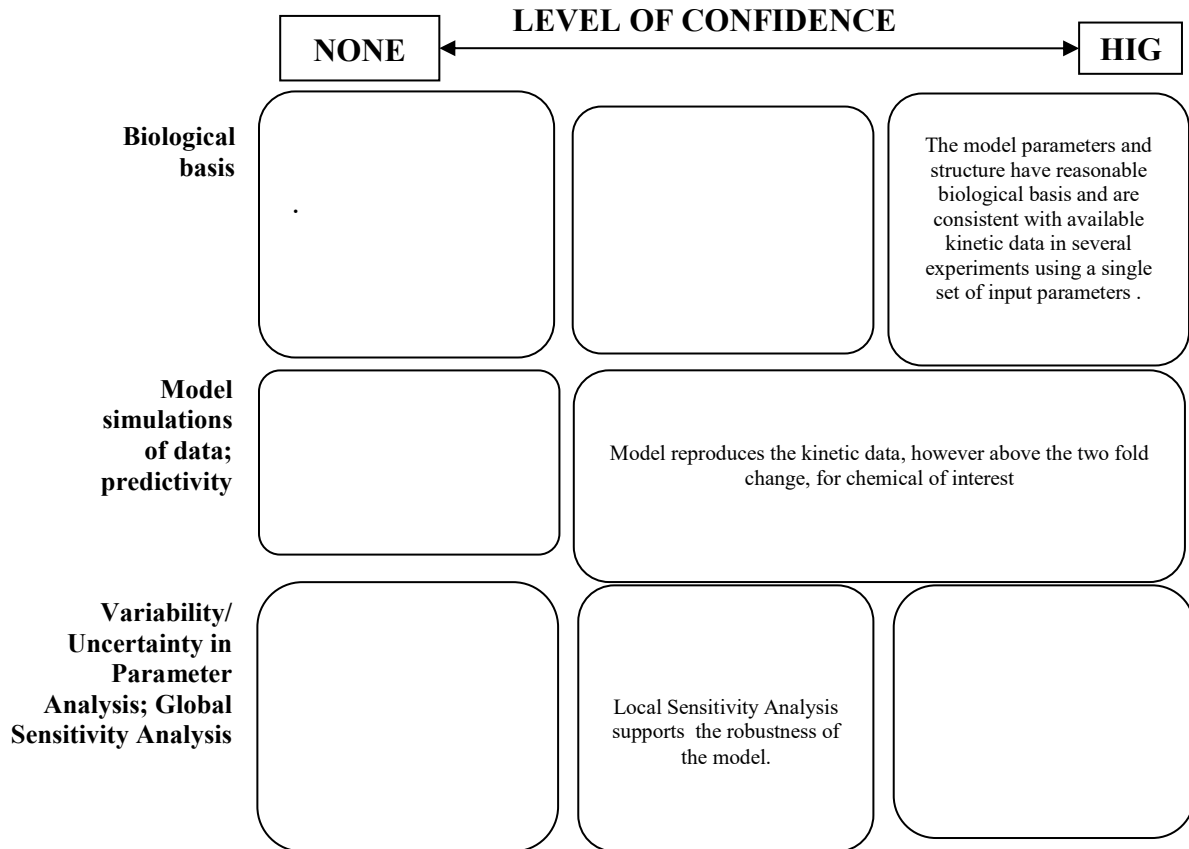 LEVEL OF CONFIDENCE
NONE
HIG
Biological
basis
.
The model parameters and
structure have reasonable
biological basis and are
consistent with available
kinetic data in several
experiments using a single
set of input parameters .
Model
simulations
of data;
predictivity
Model reproduces the kinetic data, however above the two fold
change, for chemical of interest
Variability/
Uncertainty in
Parameter
Analysis; Global
Sensitivity Analysis
Local Sensitivity Analysis
supports the robustness of
the model.